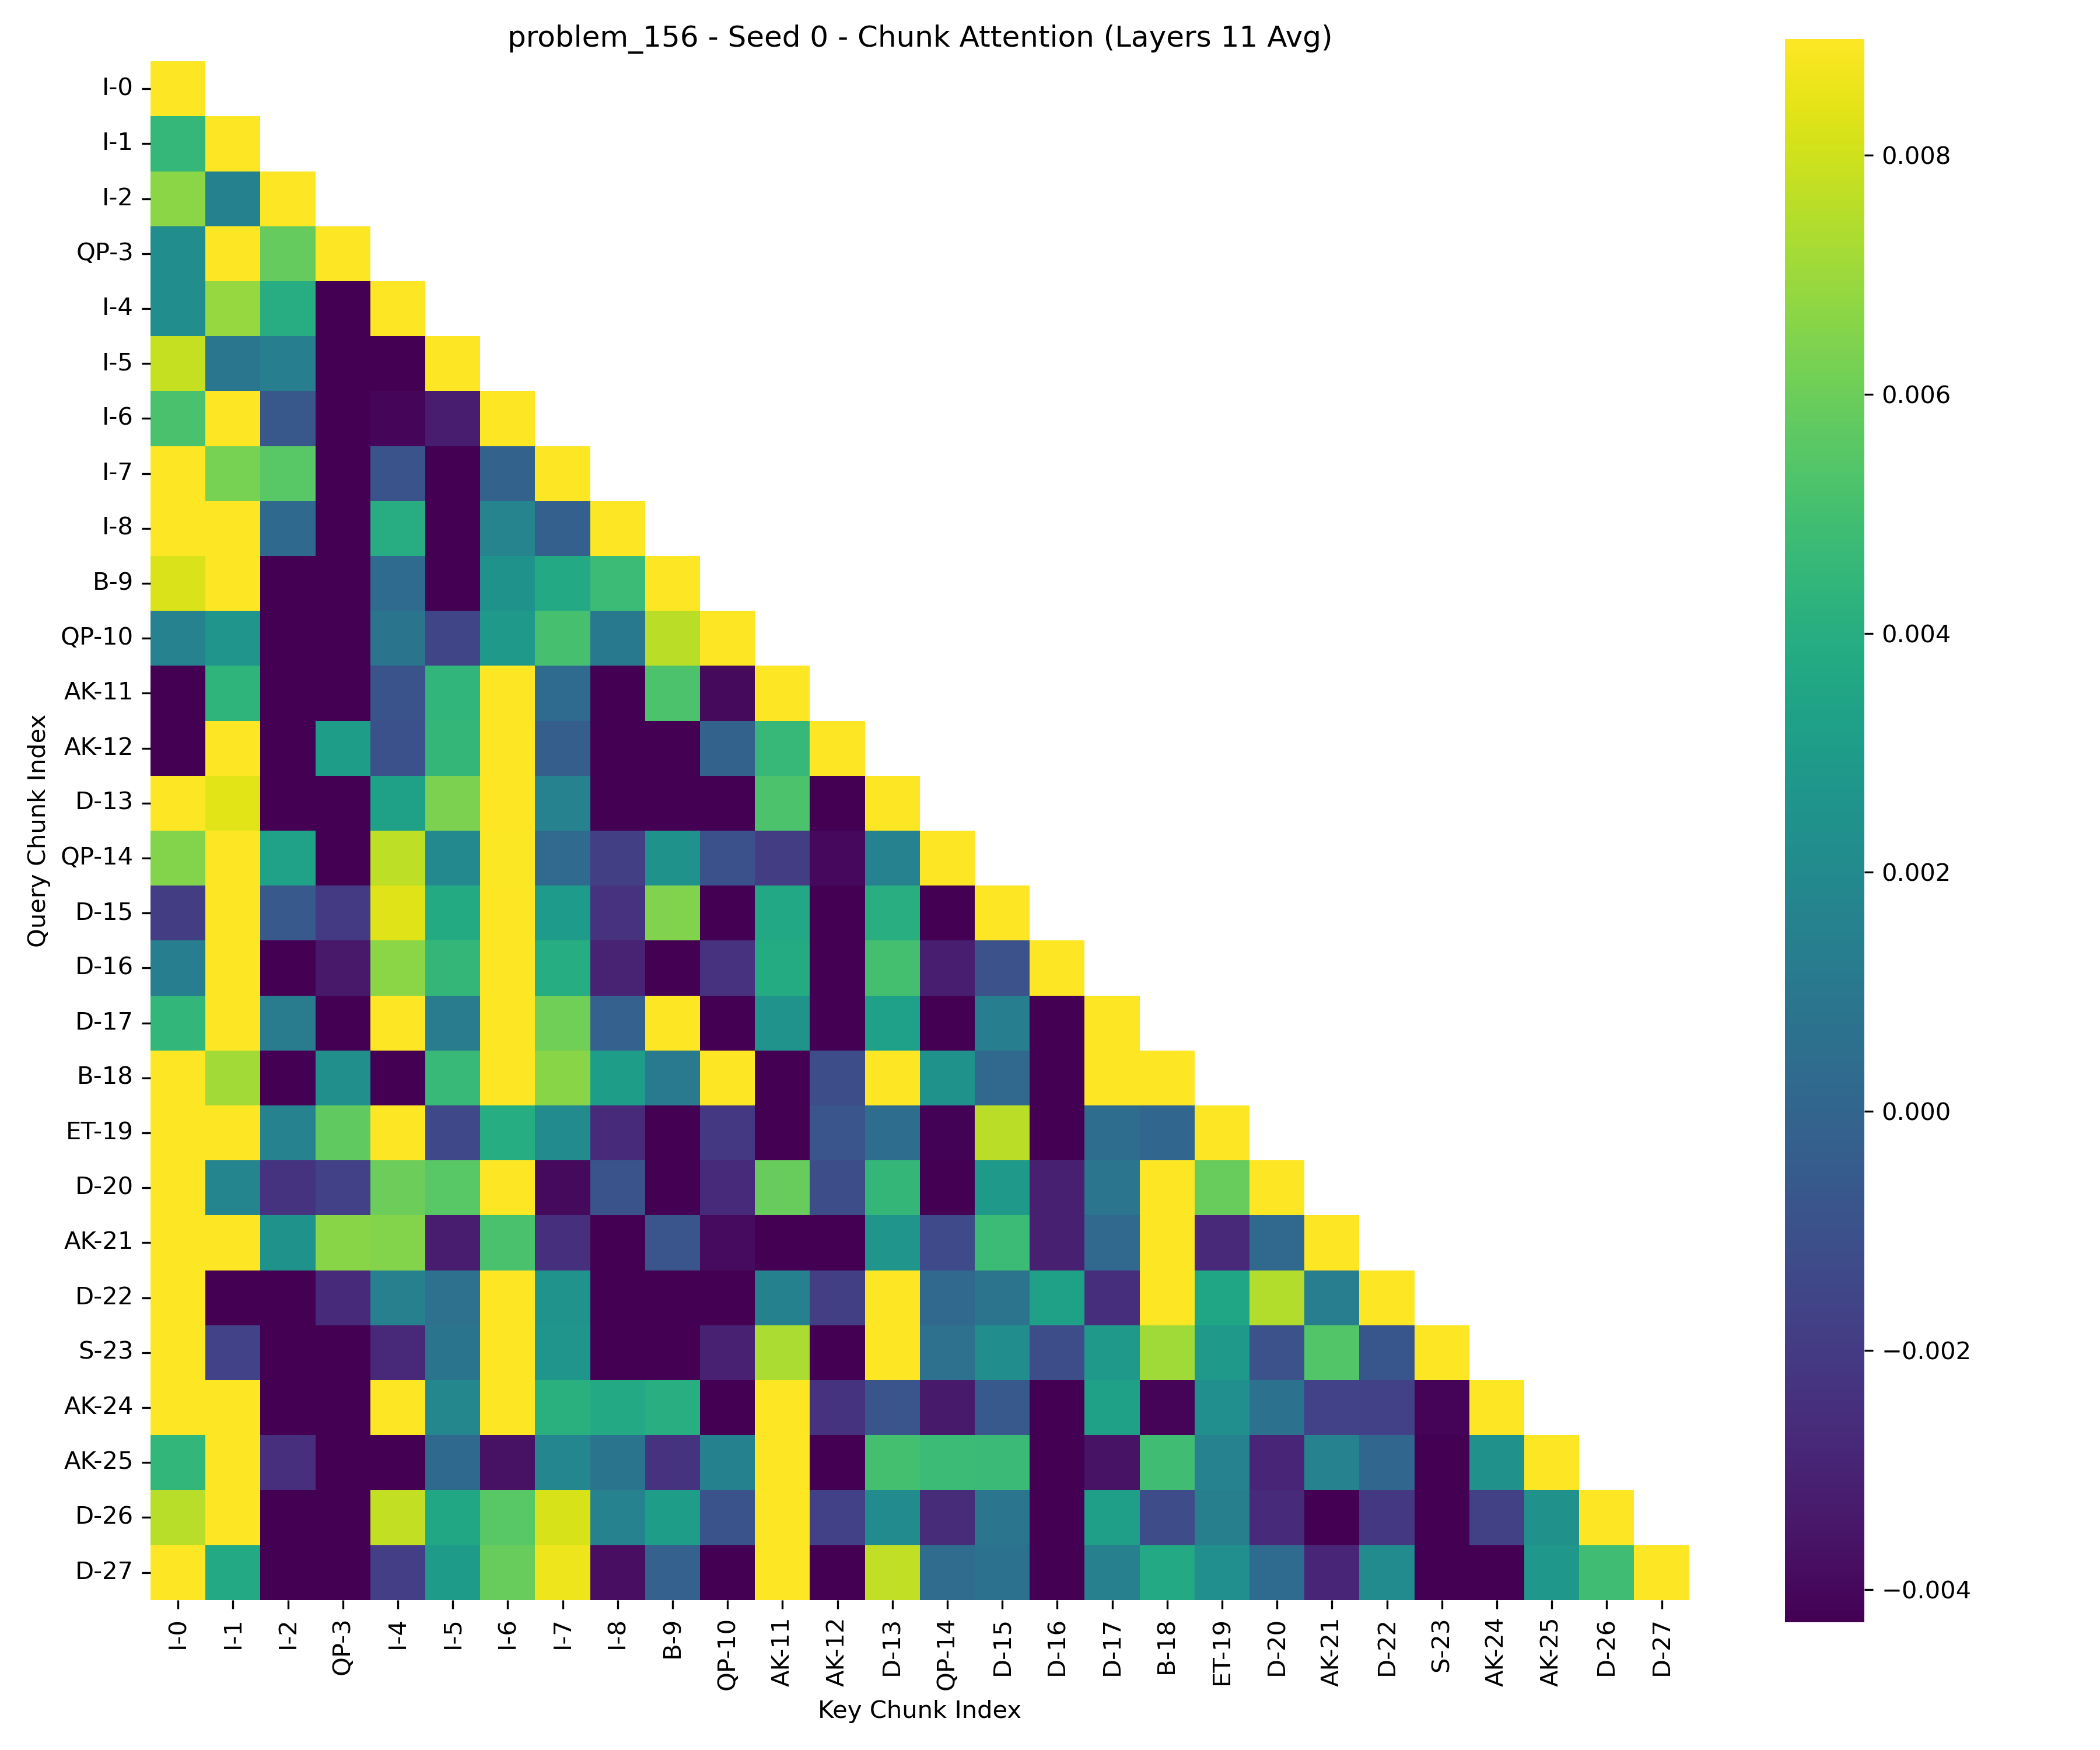 problem_156 - Seed 0 - Chunk Attention (Layers 11 Avg)
Query Chunk Index
I-0
I-1
I-2
QP-3
I-4
I-5
I-6
I-7
I-8
B-9
QP-10
AK-11
AK-12
D-13
QP-14
D-15
D-16
D-17
B-18
ET-19
D-20
AK-21
D-22
S-23
AK-24
AK-25
D-26
D-27
I-0 I-1 I-2 QP-3 I-4 I-5 I-6 I-7 I-8 B-9 QP-10 AK-11 AK-12 D-13 QP-14 D-15 D-16 D-17 B-18 ET-19 D-20 AK-21 D-22 S-23 AK-24 AK-25 D-26 D-27
Key Chunk Index
0.008
0.006
0.004
0.002
0.000
−0.002
−0.004